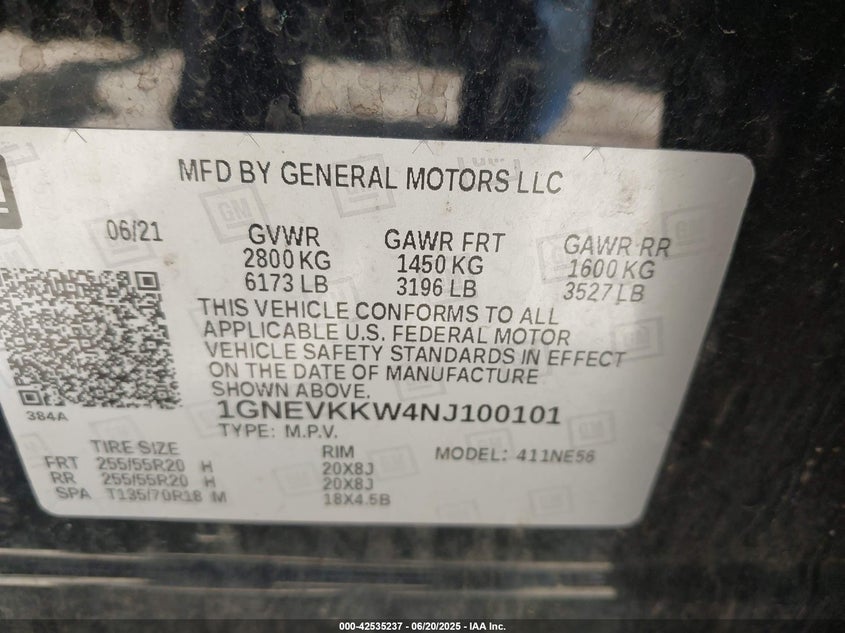 MFD BY GENERAL MOTORS LLC
06/21
GVWR
2800 KG
6173 LB
GAWR FRT
1450 KG
3196 LB
GAWR RR
1600 KG
3527 LB
THIS VEHICLE CONFORMS TO ALL
APPLICABLE U.S. FEDERAL MOTOR
VEHICLE SAFETY STANDARDS IN EFFECT
ON THE DATE OF MANUFACTURE
SHOWN ABOVE.
384A
1GNEVKKW4NJ100101
TYPE: M.P.V.
MODEL: 411NE56
TIRE SIZE RIM
FRT 255/55R20 H 20X8J
RR 255/55R20 H 20X8J
SPA T135/70R18 M 18X4.5B
GM
000-42535237 - 06/20/2025 - IAA Inc.